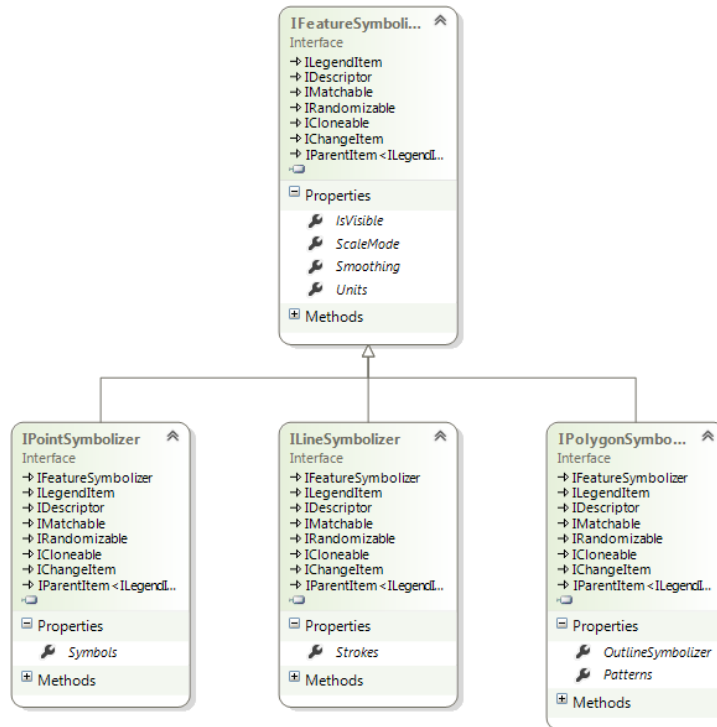 IFeatureSymboli...
Interface
ILegendItem
IDescriptor
IMatchable
IRandomizable
ICloneable
IChangeItem
IParentItem<ILegendI...
Properties
IsVisible
ScaleMode
Smoothing
Units
Methods
IPointSymbolizer
Interface
IFeatureSymbolizer
ILegendItem
IDescriptor
IMatchable
IRandomizable
ICloneable
IChangeItem
IParentItem<ILegendI...
Properties
Symbols
Methods
ILineSymbolizer
Interface
IFeatureSymbolizer
ILegendItem
IDescriptor
IMatchable
IRandomizable
ICloneable
IChangeItem
IParentItem<ILegendI...
Properties
Strokes
Methods
IPolygonSymbo...
Interface
IFeatureSymbolizer
ILegendItem
IDescriptor
IMatchable
IRandomizable
ICloneable
IChangeItem
IParentItem<ILegendI...
Properties
OutlineSymbolizer
Patterns
Methods